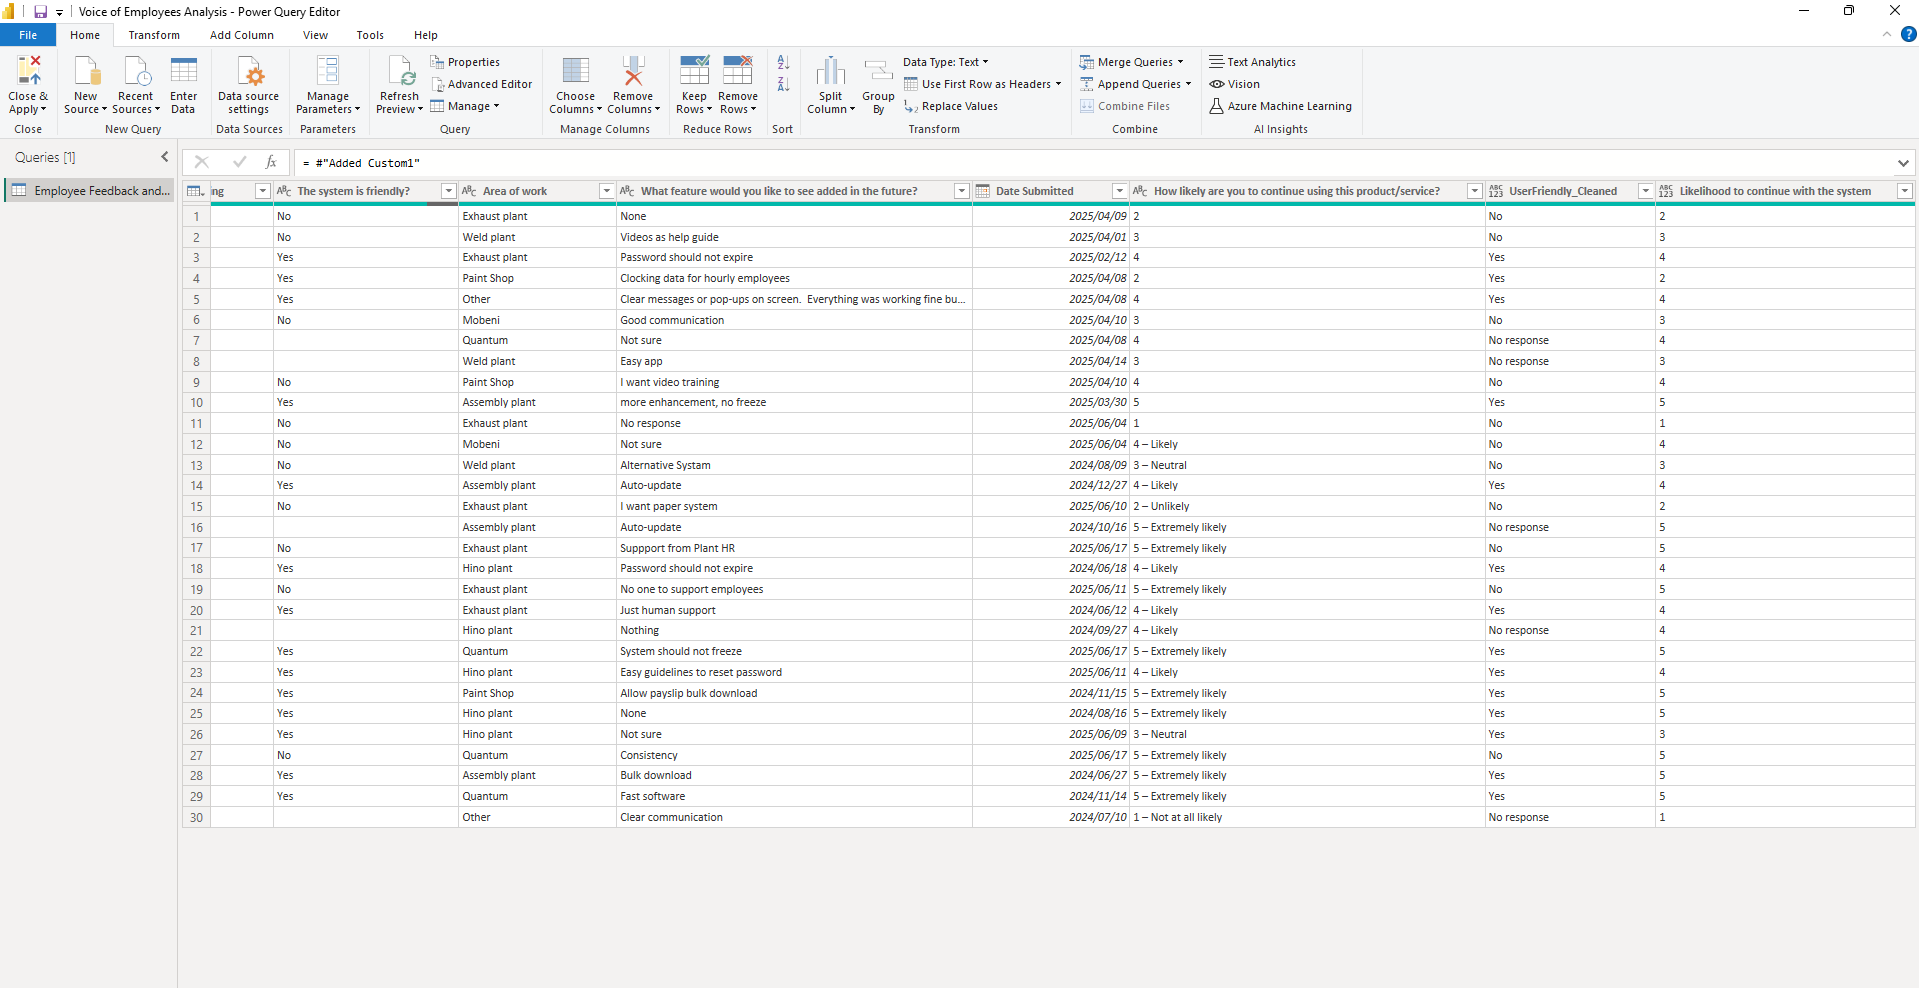 Voice of Employees Analysis - Power Query Editor
File Home Transform Add Column View Tools Help
Close & Apply New Source Recent Sources Enter Data Data source settings Manage Parameters Refresh Preview Properties Advanced Editor Manage Choose Columns Remove Columns Keep Rows Remove Rows Split Column Group By Data Type: Text Use First Row as Headers Replace Values Merge Queries Append Queries Combine Files Text Analytics Vision Azure Machine Learning
Close New Query Data Sources Parameters Query Manage Columns Reduce Rows Sort Transform Combine AI Insights
Queries [1]
fx = #"Added Custom1"
Employee Feedback and...
ng ABC The system is friendly? ABC Area of work ABC What feature would you like to see added in the future? Date Submitted ABC How likely are you to continue using this product/service? ABC 123 UserFriendly_Cleaned ABC 123 Likelihood to continue with the system
1 No Exhaust plant None 2025/04/09 2 No 2
2 No Weld plant Videos as help guide 2025/04/01 3 No 3
3 Yes Exhaust plant Password should not expire 2025/02/12 4 Yes 4
4 Yes Paint Shop Clocking data for hourly employees 2025/04/08 2 Yes 2
5 Yes Other Clear messages or pop-ups on screen. Everything was working fine bu... 2025/04/08 4 Yes 4
6 No Mobeni Good communication 2025/04/10 3 No 3
7 Quantum Not sure 2025/04/08 4 No response 4
8 Weld plant Easy app 2025/04/14 3 No response 3
9 No Paint Shop I want video training 2025/04/10 4 No 4
10 Yes Assembly plant more enhancement, no freeze 2025/03/30 5 Yes 5
11 No Exhaust plant No response 2025/06/04 1 No 1
12 No Mobeni Not sure 2025/06/04 4 – Likely No 4
13 No Weld plant Alternative Systam 2024/08/09 3 – Neutral No 3
14 Yes Assembly plant Auto-update 2024/12/27 4 – Likely Yes 4
15 No Exhaust plant I want paper system 2025/06/10 2 – Unlikely No 2
16 Assembly plant Auto-update 2024/10/16 5 – Extremely likely No response 5
17 No Exhaust plant Suppport from Plant HR 2025/06/17 5 – Extremely likely No 5
18 Yes Hino plant Password should not expire 2024/06/18 4 – Likely Yes 4
19 No Exhaust plant No one to support employees 2025/06/11 5 – Extremely likely No 5
20 Yes Exhaust plant Just human support 2024/06/12 4 – Likely Yes 4
21 Hino plant Nothing 2024/09/27 4 – Likely No response 4
22 Yes Quantum System should not freeze 2025/06/17 5 – Extremely likely Yes 5
23 Yes Hino plant Easy guidelines to reset password 2025/06/11 4 – Likely Yes 4
24 Yes Paint Shop Allow payslip bulk download 2024/11/15 5 – Extremely likely Yes 5
25 Yes Hino plant None 2024/08/16 5 – Extremely likely Yes 5
26 Yes Hino plant Not sure 2025/06/09 3 – Neutral Yes 3
27 No Quantum Consistency 2025/06/17 5 – Extremely likely No 5
28 Yes Assembly plant Bulk download 2024/06/27 5 – Extremely likely Yes 5
29 Yes Quantum Fast software 2024/11/14 5 – Extremely likely Yes 5
30 Other Clear communication 2024/07/10 1 – Not at all likely No response 1